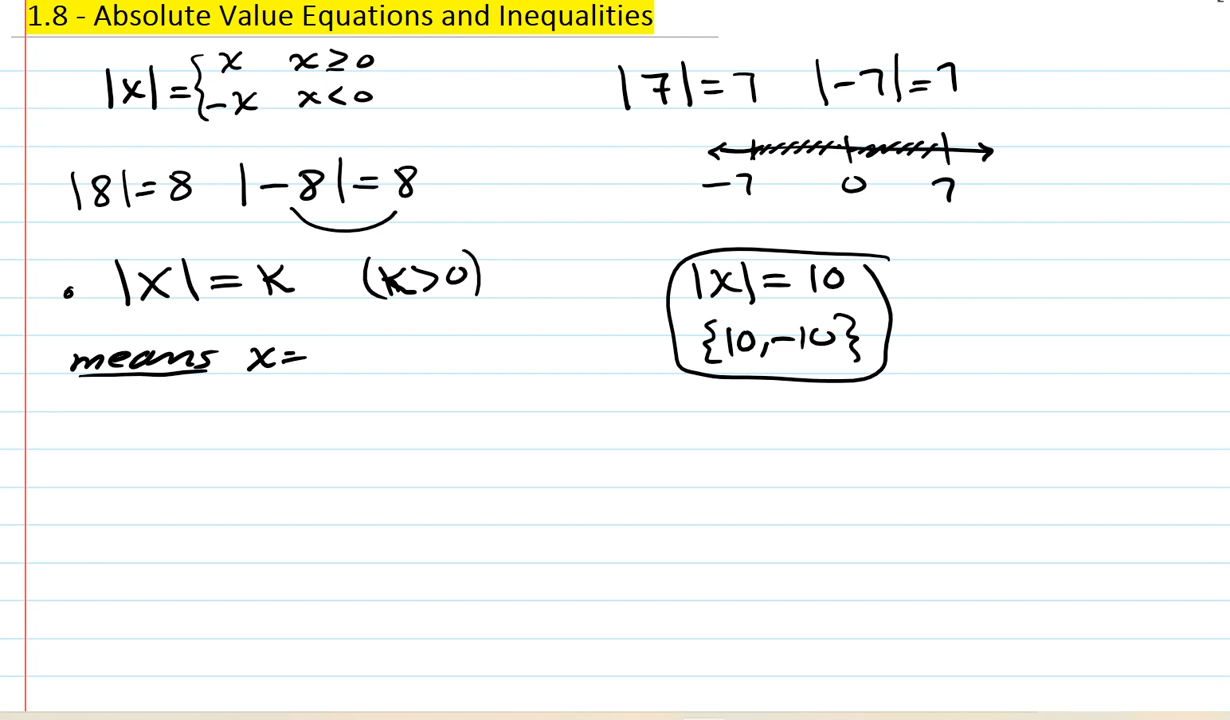 1.8 - Absolute Value Equations and Inequalities
|x| = { x x ≥ 0
-x x < 0
|7| = 7 |-7| = 7
-7 0 7
|8| = 8 |-8| = 8
• |x| = k (k > 0)
means x =
|x| = 10
{10, -10}